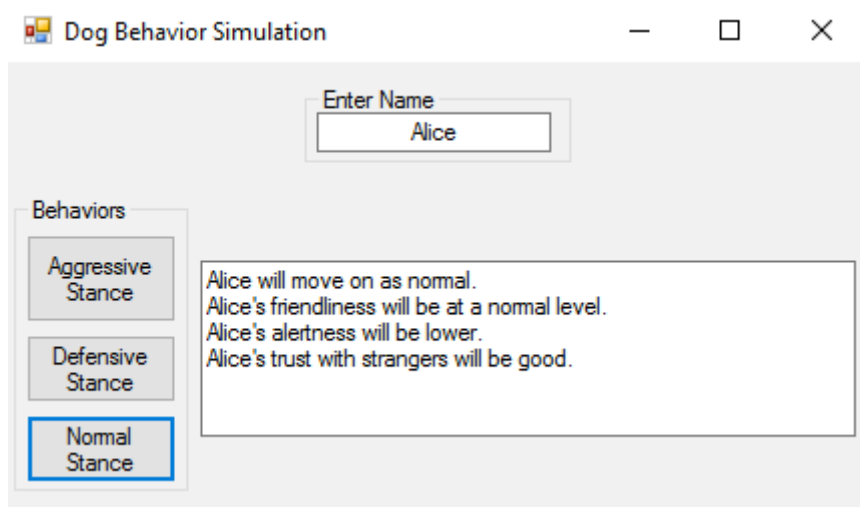 Dog Behavior Simulation
Enter Name
Alice
Behaviors
Aggressive
Stance
Defensive
Stance
Normal
Stance
Alice will move on as normal.
Alice's friendliness will be at a normal level.
Alice's alertness will be lower.
Alice's trust with strangers will be good.